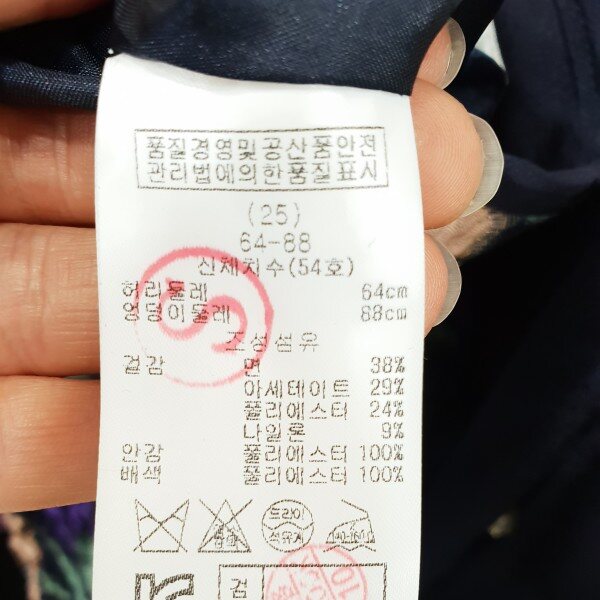 품질경영및공산품안전
관리법에의한품질표시
(25)
64-88
신체치수(54호)
허리둘레 64cm
엉덩이둘레 88cm
조성섬유
겉감 면 38%
아세테이트 29%
폴리에스터 24%
나일론 9%
안감 폴리에스터 100%
배색 폴리에스터 100%
드라이
석유계
검